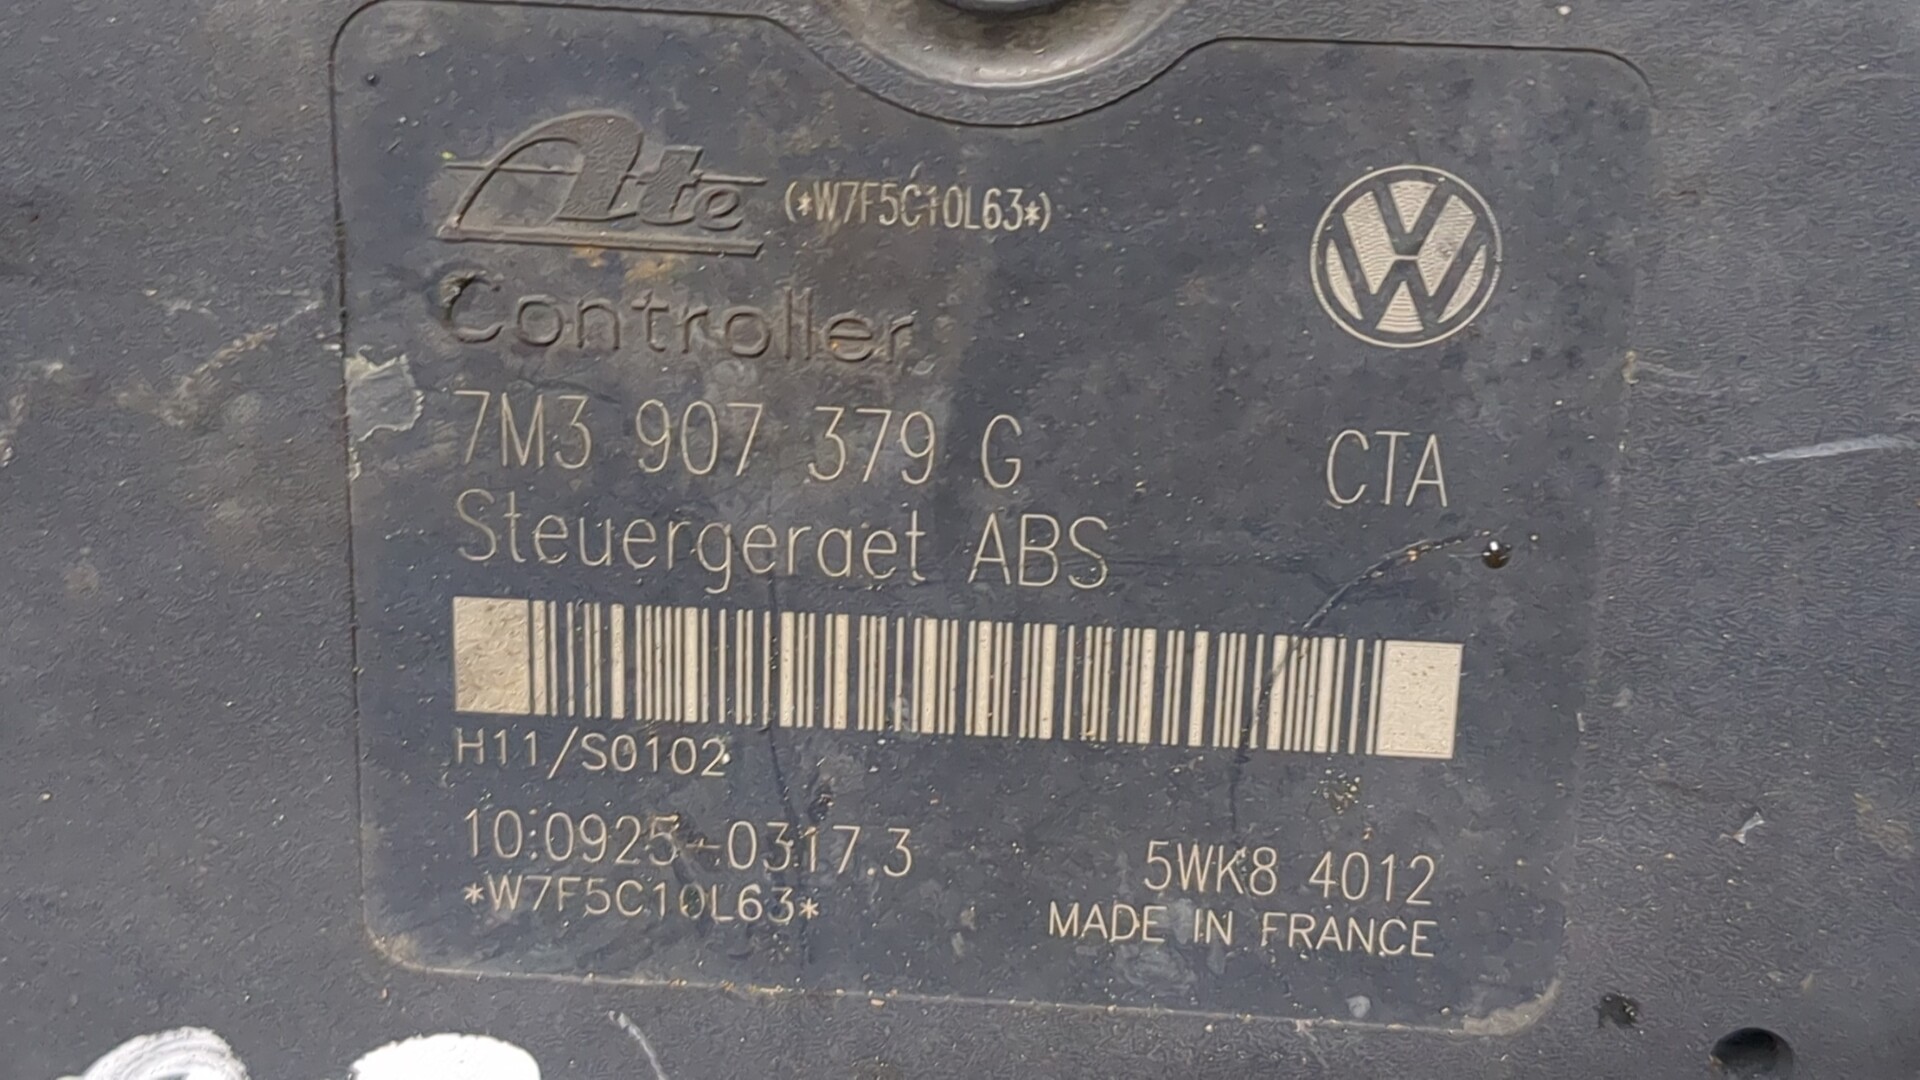 Ate (*W7F5C10L63*)
Controller
7M3 907 379 G CTA
Steuergeraet ABS
H11/S0102
10.0925-0317.3 5WK8 4012
*W7F5C10L63* MADE IN FRANCE